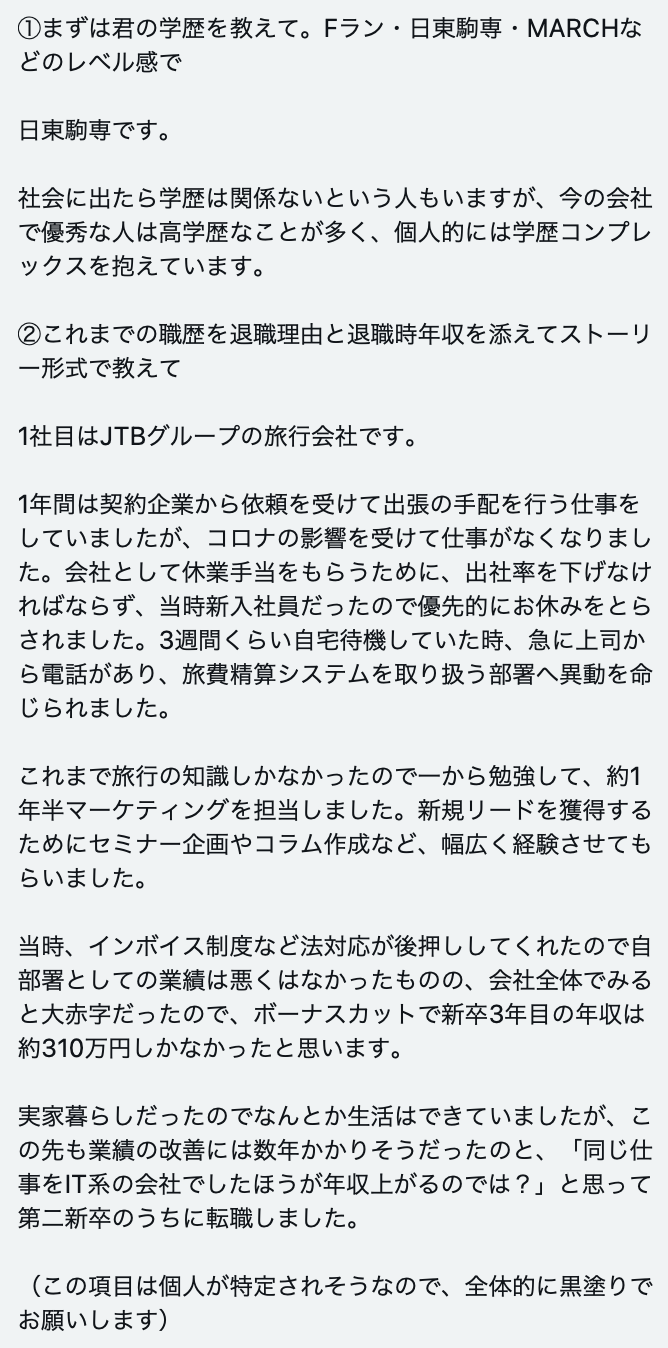 ①まずは君の学歴を教えて。Fラン・日東駒専・MARCHな
どのレベル感で
日東駒専です。
社会に出たら学歴は関係ないという人もいますが、今の会社
で優秀な人は高学歴なことが多く、個人的には学歴コンプレ
ックスを抱えています。
②これまでの職歴を退職理由と退職時年収を添えてストーリ
ー形式で教えて
1社目はJTBグループの旅行会社です。
1年間は契約企業から依頼を受けて出張の手配を行う仕事を
していましたが、コロナの影響を受けて仕事がなくなりまし
た。会社として休業手当をもらうために、出社率を下げなけ
ればならず、当時新入社員だったので優先的にお休みをとら
されました。3週間くらい自宅待機していた時、急に上司か
ら電話があり、旅費精算システムを取り扱う部署へ異動を命
じられました。
これまで旅行の知識しかなかったので一から勉強して、約1
年半マーケティングを担当しました。新規リードを獲得する
ためにセミナー企画やコラム作成など、幅広く経験させても
らいました。
当時、インボイス制度など法対応が後押ししてくれたので自
部署としての業績は悪くはなかったものの、会社全体でみる
と大赤字だったので、ボーナスカットで新卒3年目の年収は
約310万円しかなかったと思います。
実家暮らしだったのでなんとか生活はできていましたが、こ
の先も業績の改善には数年かかりそうだったのと、「同じ仕
事をIT系の会社でしたほうが年収上がるのでは？」と思って
第二新卒のうちに転職しました。
（この項目は個人が特定されそうなので、全体的に黒塗りで
お願いします）